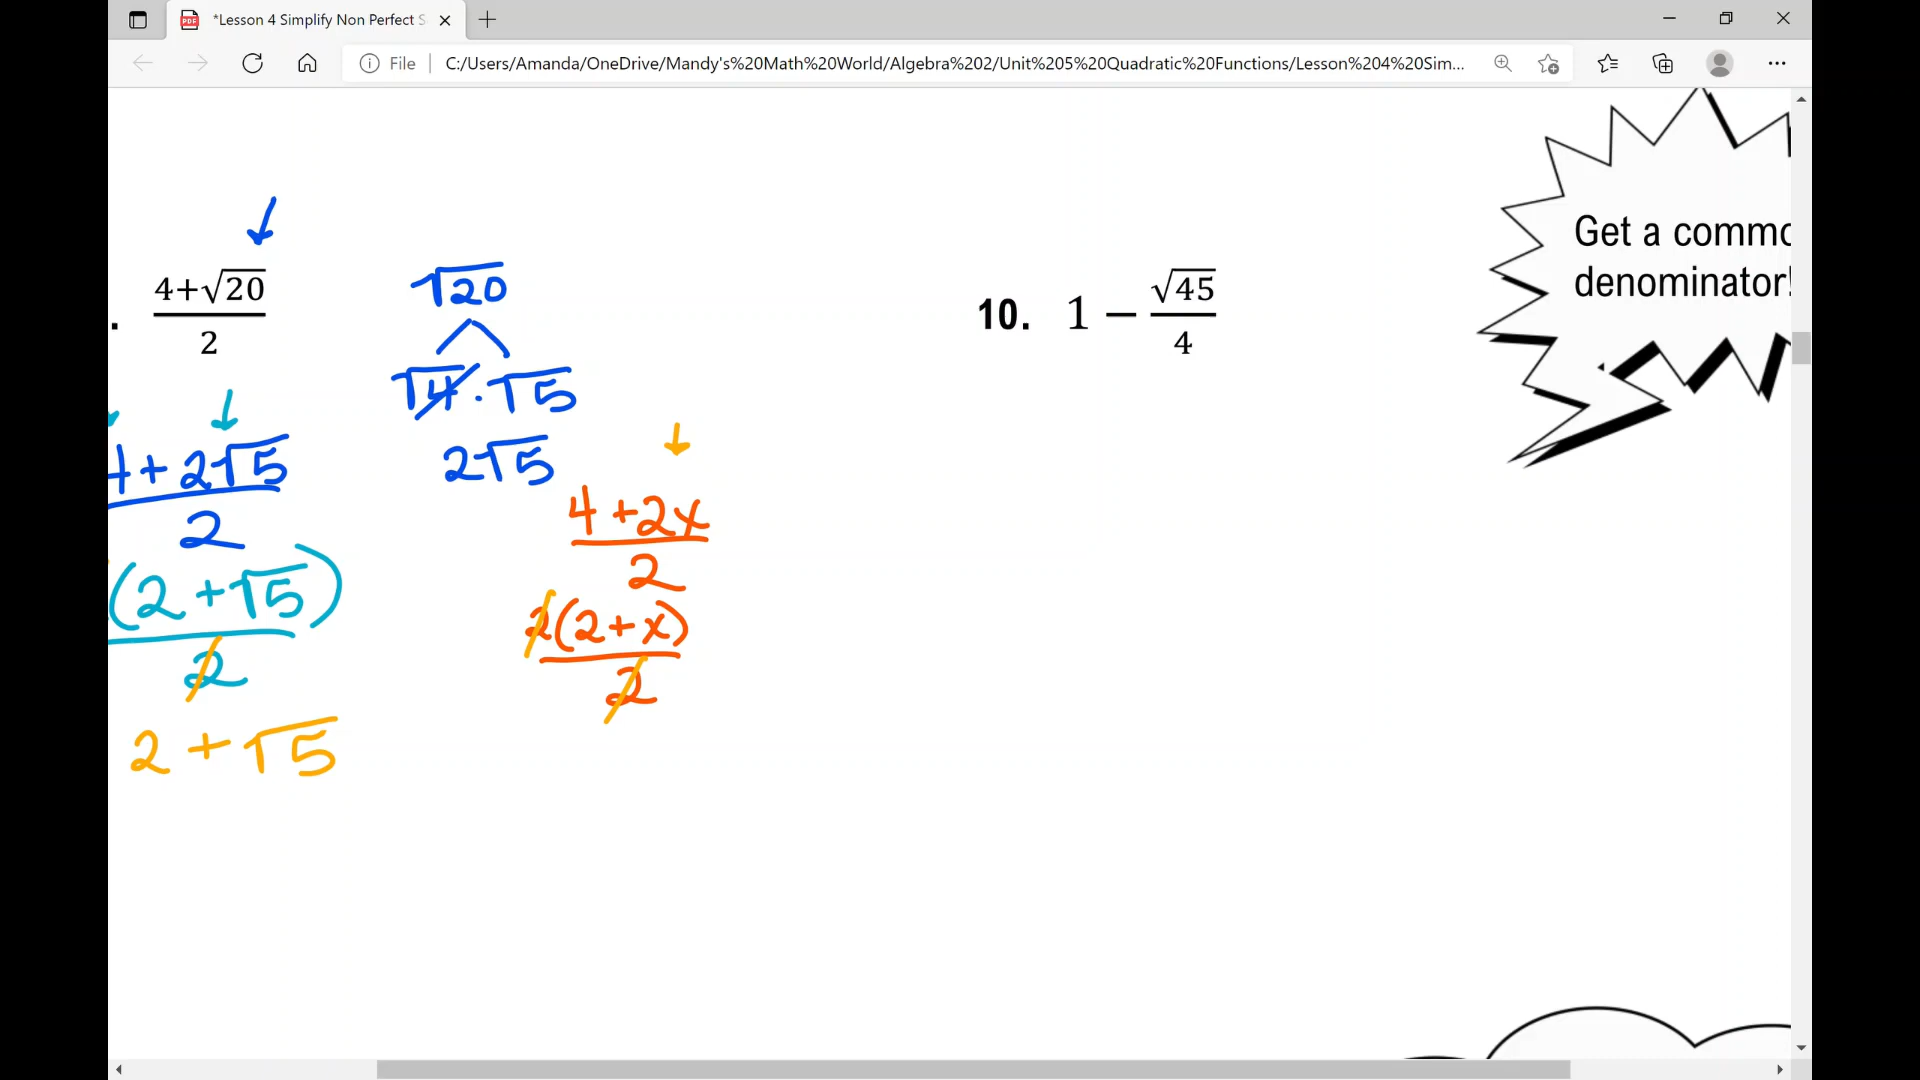 *Lesson 4 Simplify Non Perfect S
File
C:/Users/Amanda/OneDrive/Mandy's%20Math%20World/Algebra%202/Unit%205%20Quadratic%20Functions/Lesson%204%20Sim...
. (4+√20)/2
√20
√4 · √5
2√5
4 + 2√5
2
(2 + √5)
2
2 + √5
4 + 2x
2
2(2 + x)
2
10. 1 − √45/4
Get a commo
denominator!